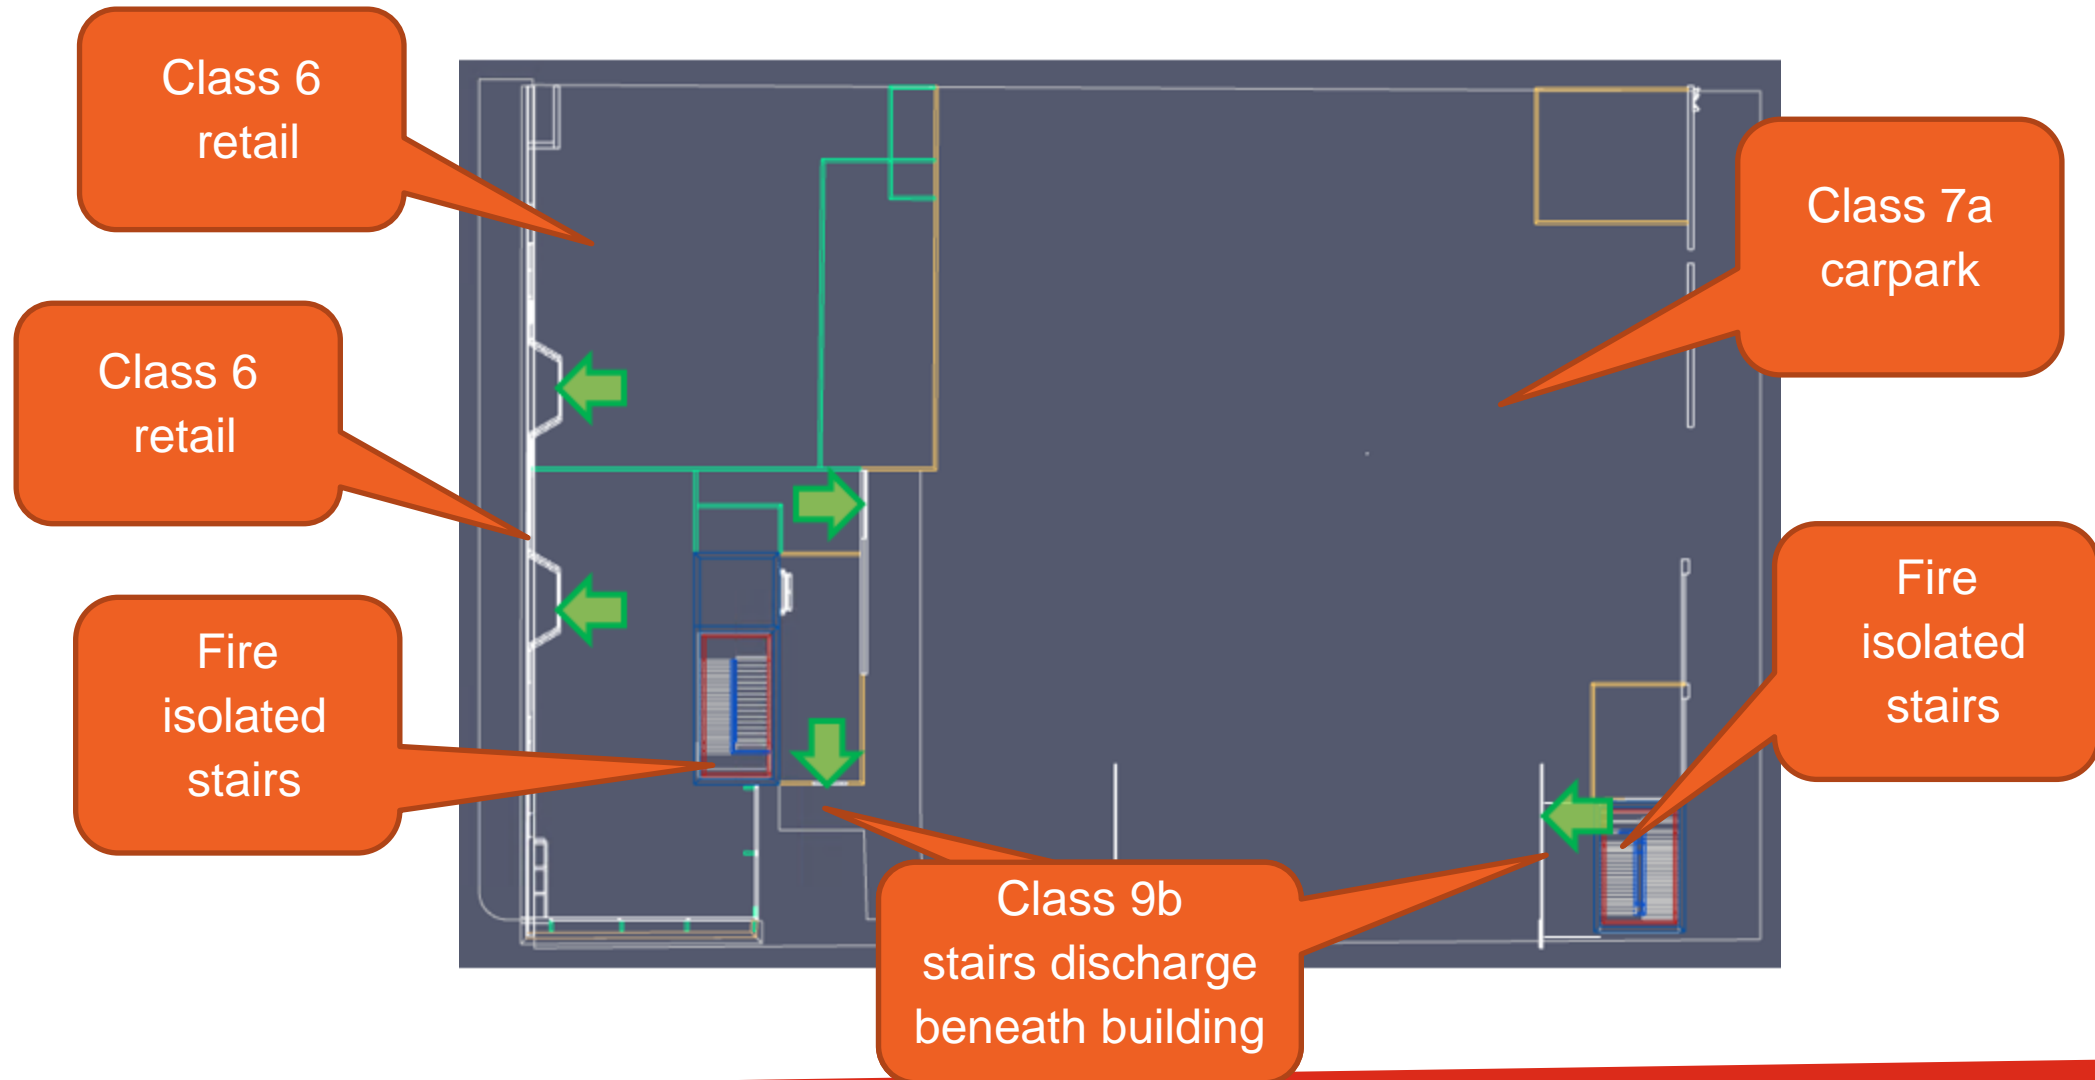 Class 6
retail
Class 6
retail
Fire
isolated
stairs
Class 7a
carpark
Fire
isolated
stairs
Class 9b
stairs discharge
beneath building